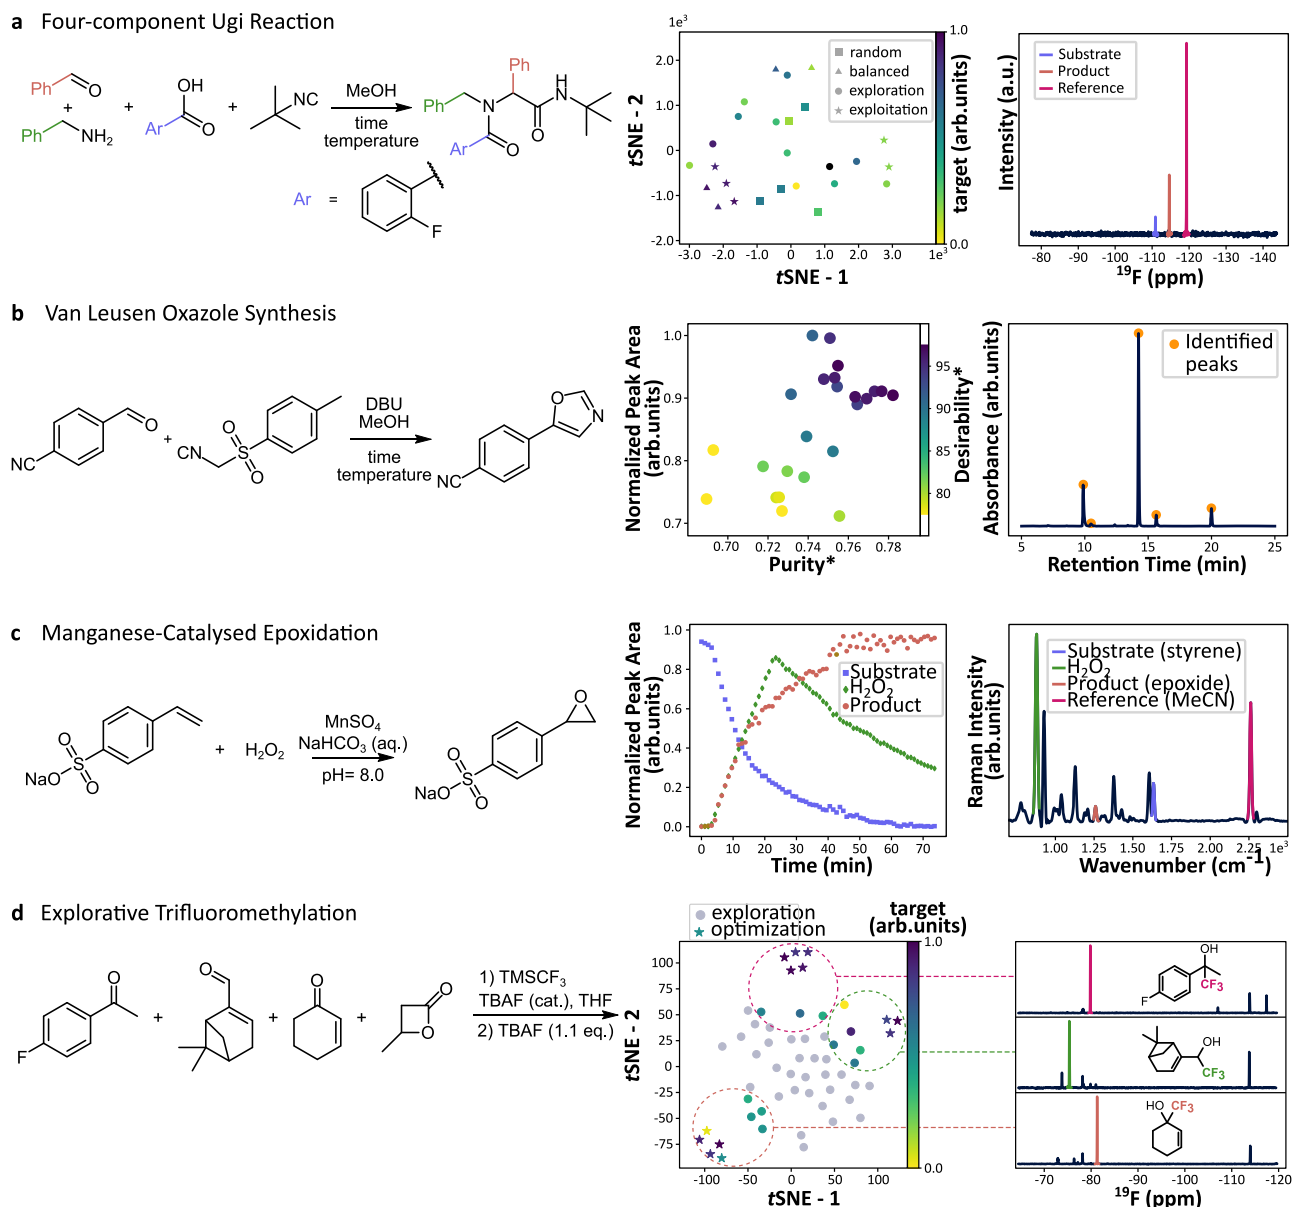 a Four-component Ugi Reaction
Ph
O
+
Ph
NH₂
+
OH
Ar
O
+
NC
MeOH
time
temperature
Ph
Ph
N
H
N
O
Ar
O
Ar =
F
1e³
2.0
1.0
0
-1.0
-2.0
tSNE - 2
-3.0 -2.0 -1.0 0 1.0 2.0 3.0
1e³
tSNE - 1
random
balanced
exploration
exploitation
1.0
0.0
target (arb.units)
Intensity (a.u.)
Substrate
Product
Reference
-80 -90 -100 -110 -120 -130 -140
¹⁹F (ppm)
b Van Leusen Oxazole Synthesis
NC
O
+
CN
O
S
O
DBU
MeOH
time
temperature
NC
O
N
Normalized Peak Area
(arb.units)
1.0
0.9
0.8
0.7
0.70 0.72 0.74 0.76 0.78
Purity*
95
90
85
80
Desirability*
Absorbance (arb.units)
Identified
peaks
5 10 15 20 25
Retention Time (min)
c Manganese-Catalysed Epoxidation
O
S
NaO
O
+ H₂O₂
MnSO₄
NaHCO₃ (aq.)
pH= 8.0
O
O
S
NaO
O
Normalized Peak Area
(arb.units)
1.0
0.8
0.6
0.4
0.2
0.0
Substrate
H₂O₂
Product
0 10 20 30 40 50 60 70
Time (min)
Raman Intensity
(arb.units)
Substrate (styrene)
H₂O₂
Product (epoxide)
Reference (MeCN)
1.00 1.25 1.50 1.75 2.00 2.25
1e³
Wavenumber (cm⁻¹)
d Explorative Trifluoromethylation
O
F
+
O
+
O
+
O
O
1) TMSCF₃
TBAF (cat.), THF
2) TBAF (1.1 eq.)
exploration
optimization
target
(arb.units)
1.0
0.0
100
75
50
25
0
-25
-50
-75
tSNE - 2
-100 -50 0 50 100
tSNE - 1
OH
CF₃
F
OH
CF₃
HO CF₃
-70 -80 -90 -100 -110 -120
¹⁹F (ppm)